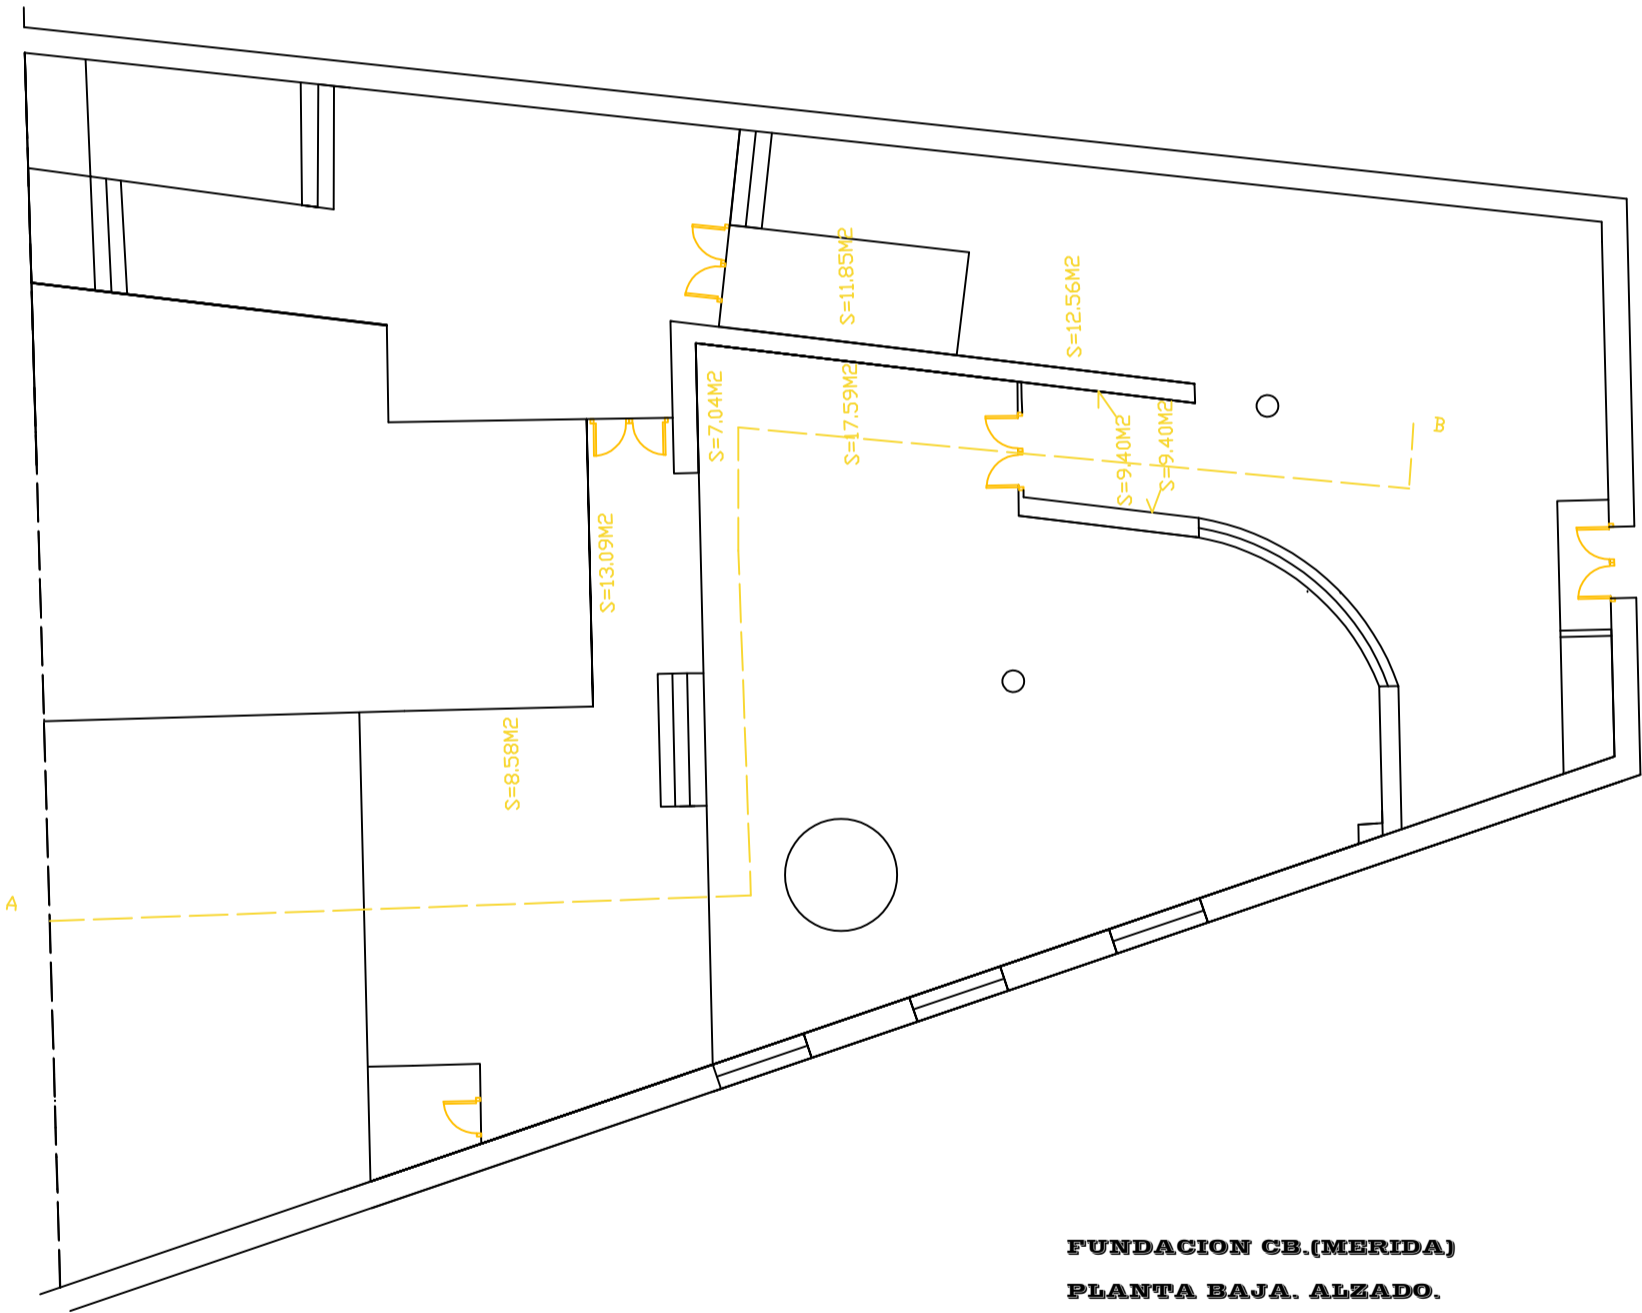 S=11.85M2
S=12.56M2
S=7.04M2
S=17.59M2
S=9.40M2
S=9.40M2
B
S=13.09M2
S=8.58M2
A
FUNDACION CB.(MERIDA)
PLANTA BAJA. ALZADO.